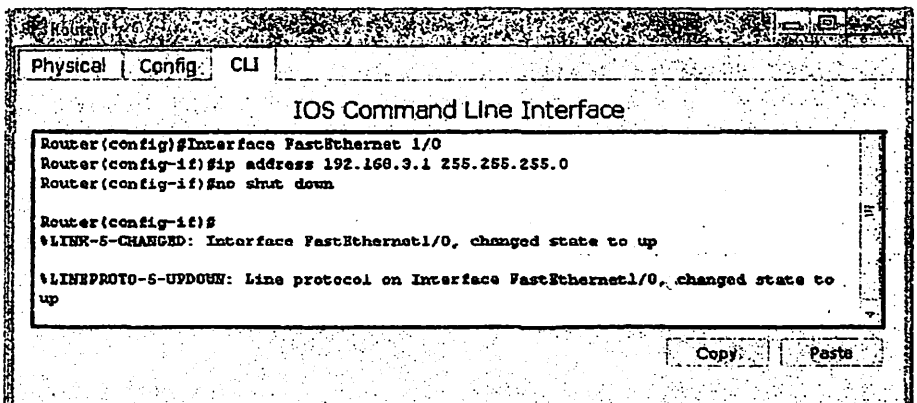 Physical Config CLI
IOS Command Line Interface
Router(config)#Interface FastEthernet 1/0
Router(config-if)#ip address 192.168.3.1 255.255.255.0
Router(config-if)#no shut down
Router(config-if)#
%LINK-5-CHANGED: Interface FastEthernet1/0, changed state to up
%LINEPROTO-5-UPDOWN: Line protocol on Interface FastEthernet1/0, changed state to
up
Copy Paste